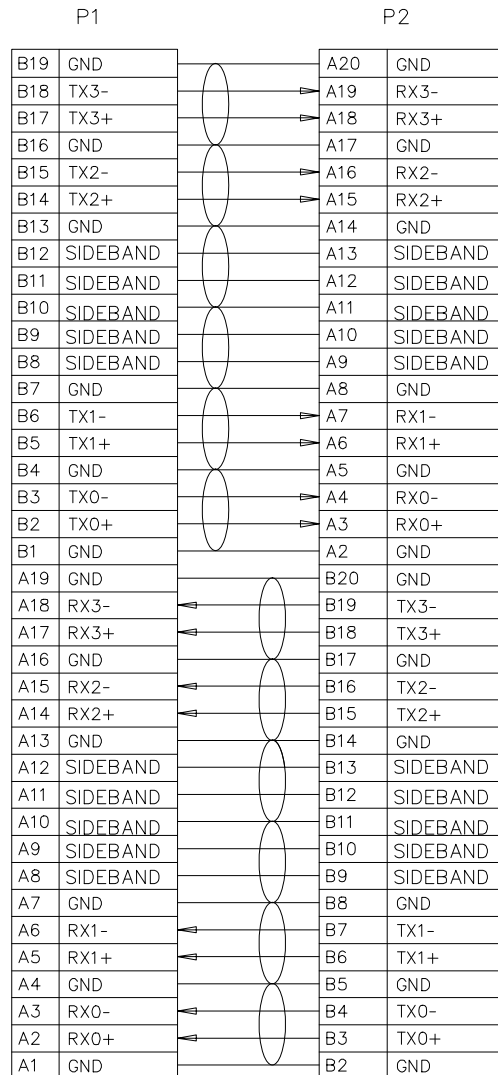 P1 P2
B19 GND A20 GND
B18 TX3- A19 RX3-
B17 TX3+ A18 RX3+
B16 GND A17 GND
B15 TX2- A16 RX2-
B14 TX2+ A15 RX2+
B13 GND A14 GND
B12 SIDEBAND A13 SIDEBAND
B11 SIDEBAND A12 SIDEBAND
B10 SIDEBAND A11 SIDEBAND
B9 SIDEBAND A10 SIDEBAND
B8 SIDEBAND A9 SIDEBAND
B7 GND A8 GND
B6 TX1- A7 RX1-
B5 TX1+ A6 RX1+
B4 GND A5 GND
B3 TX0- A4 RX0-
B2 TX0+ A3 RX0+
B1 GND A2 GND
A19 GND B20 GND
A18 RX3- B19 TX3-
A17 RX3+ B18 TX3+
A16 GND B17 GND
A15 RX2- B16 TX2-
A14 RX2+ B15 TX2+
A13 GND B14 GND
A12 SIDEBAND B13 SIDEBAND
A11 SIDEBAND B12 SIDEBAND
A10 SIDEBAND B11 SIDEBAND
A9 SIDEBAND B10 SIDEBAND
A8 SIDEBAND B9 SIDEBAND
A7 GND B8 GND
A6 RX1- B7 TX1-
A5 RX1+ B6 TX1+
A4 GND B5 GND
A3 RX0- B4 TX0-
A2 RX0+ B3 TX0+
A1 GND B2 GND